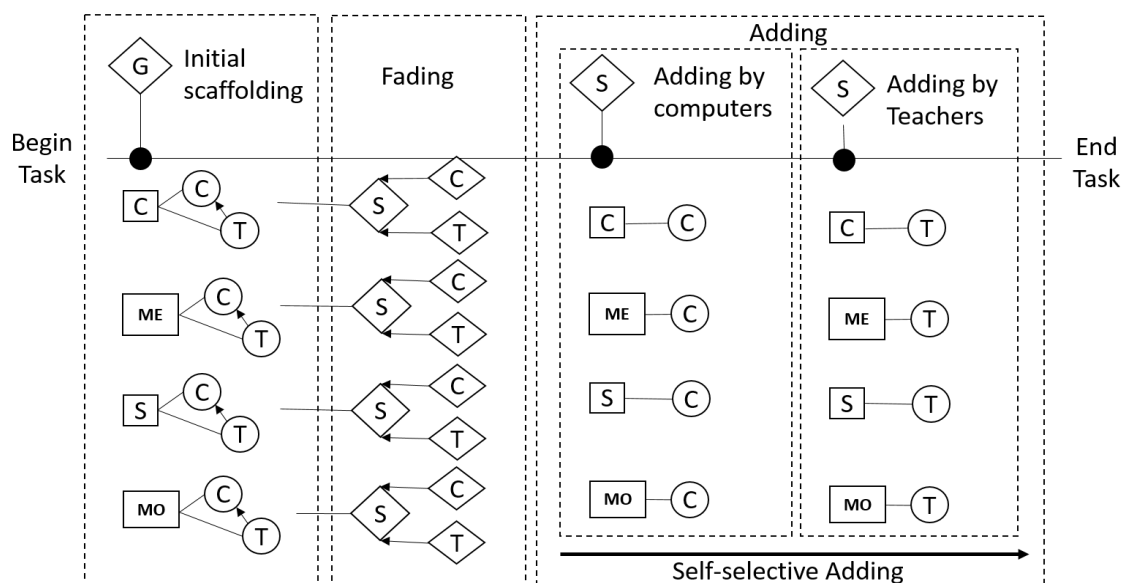 G
Initial
scaffolding
Fading
Adding
S
Adding by
computers
S
Adding by
Teachers
Begin
Task
End
Task
C
C
T
S
C
T
C
C
C
T
ME
C
T
S
C
T
ME
C
ME
T
S
C
T
S
C
T
S
C
S
T
MO
C
T
S
C
T
MO
C
MO
T
Self-selective Adding